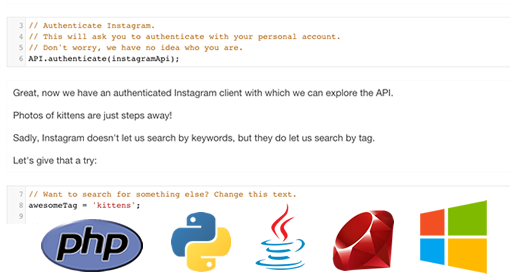 3 // Authenticate Instagram.
4 // This will ask you to authenticate with your personal account.
5 // Don't worry, we have no idea who you are.
6 API.authenticate(instagramApi);
Great, now we have an authenticated Instagram client with which we can explore the API.
Photos of kittens are just steps away!
Sadly, Instagram doesn't let us search by keywords, but they do let us search by tag.
Let's give that a try:
7 // Want to search for something else? Change this text.
8 awesomeTag = 'kittens';
9
php
Java